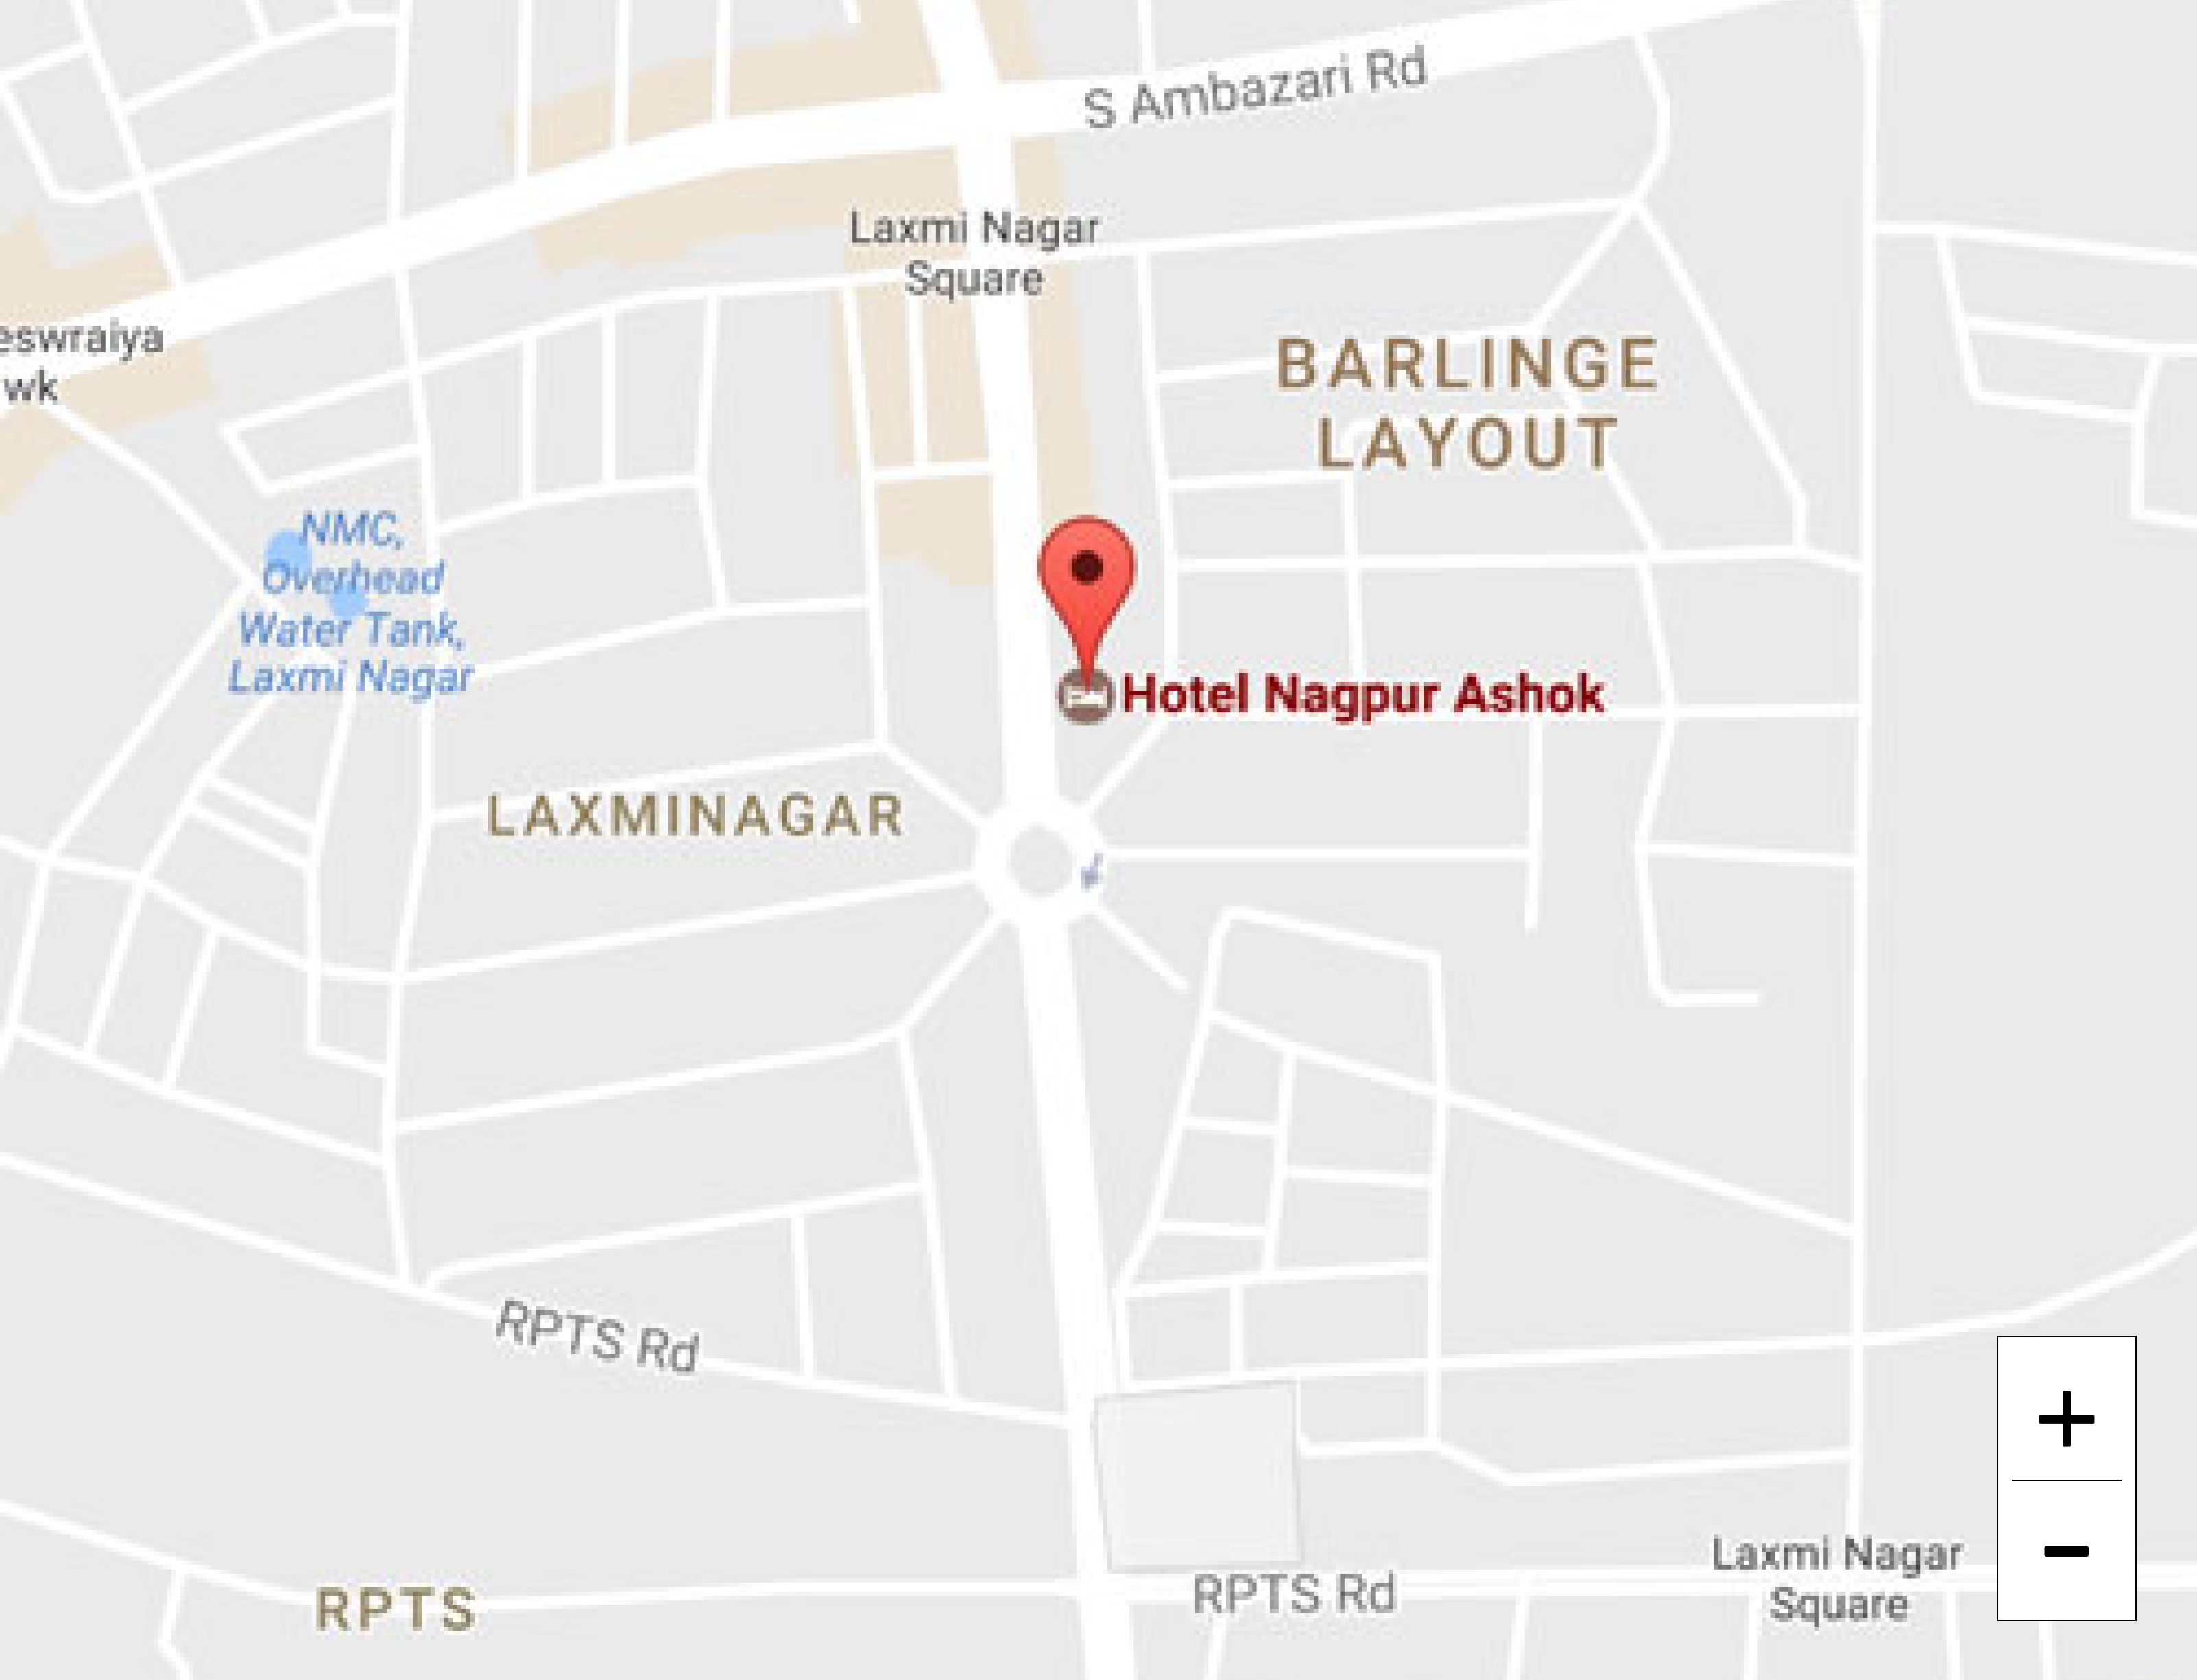 S Ambazari Rd
Laxmi Nagar
Square
eswraiya
wk
BARLINGE
LAYOUT
NMC,
Overhead
Water Tank,
Laxmi Nagar
Hotel Nagpur Ashok
LAXMINAGAR
RPTS Rd
Laxmi Nagar
Square
RPTS Rd
RPTS
+
-